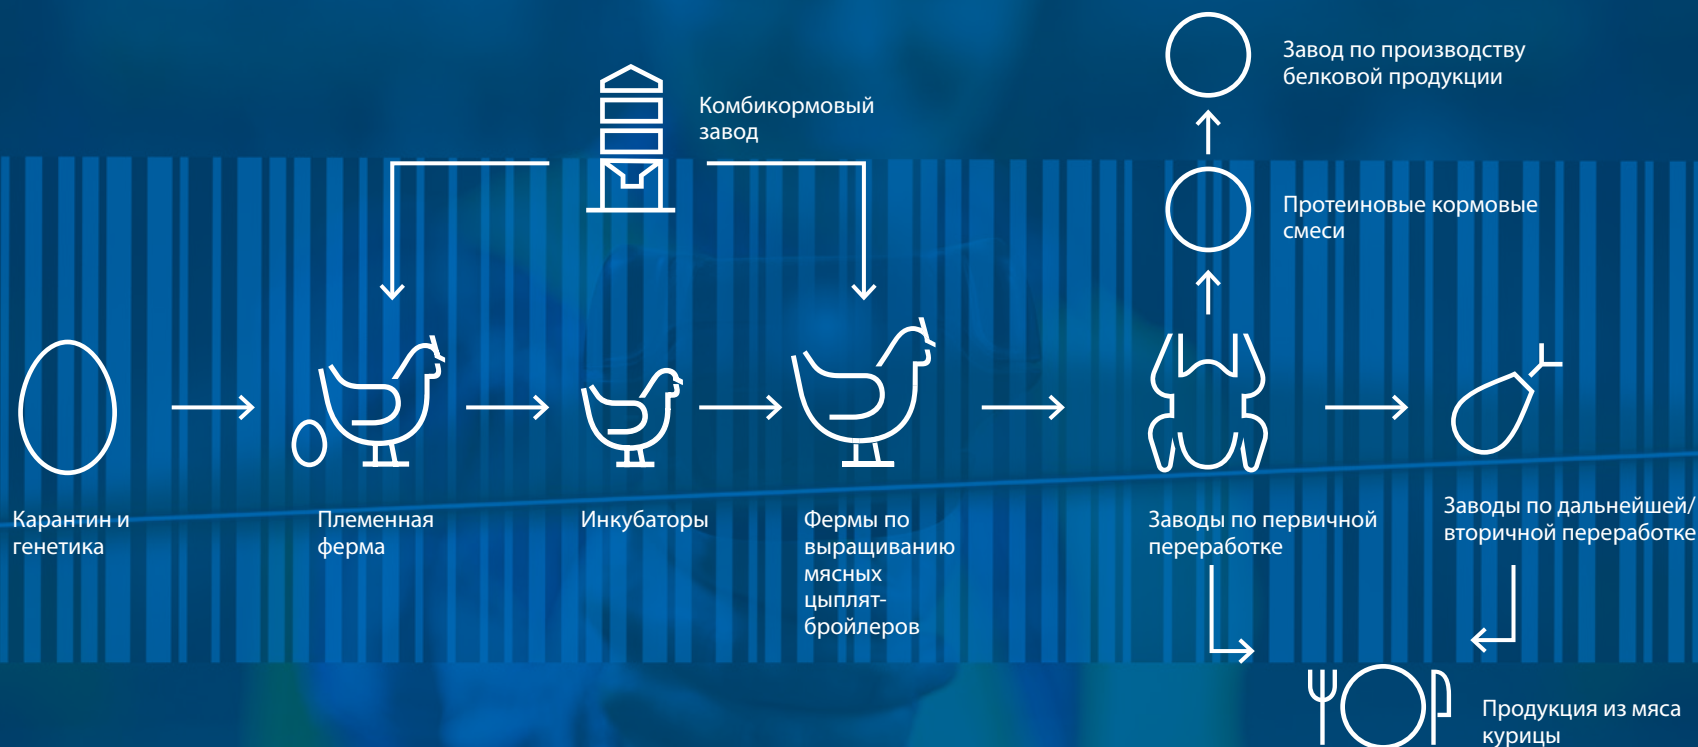 Завод по производству
белковой продукции
Комбикормовый
завод
Протеиновые кормовые
смеси
Карантин и
генетика
Племенная
ферма
Инкубаторы
Фермы по
выращиванию
мясных
цыплят-
бройлеров
Заводы по первичной
переработке
Заводы по дальнейшей/
вторичной переработке
Продукция из мяса
курицы